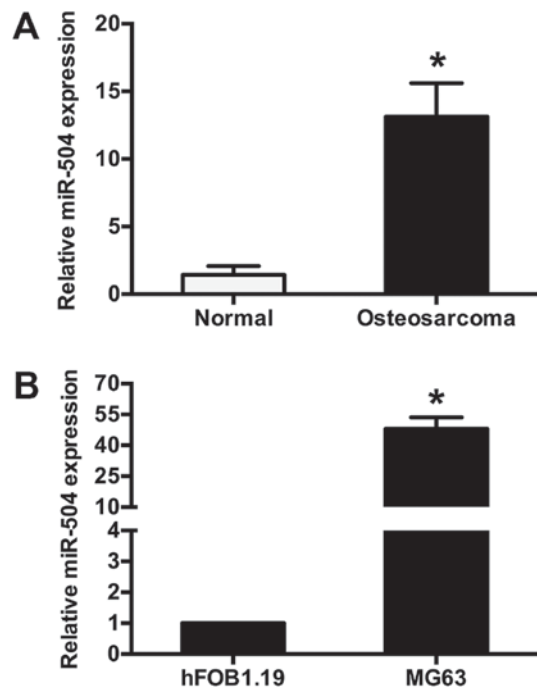 A
Relative miR-504 expression
20
15
10
5
0
*
Normal
Osteosarcoma
B
Relative miR-504 expression
70
55
40
25
10
4
3
2
1
0
*
hFOB1.19
MG63